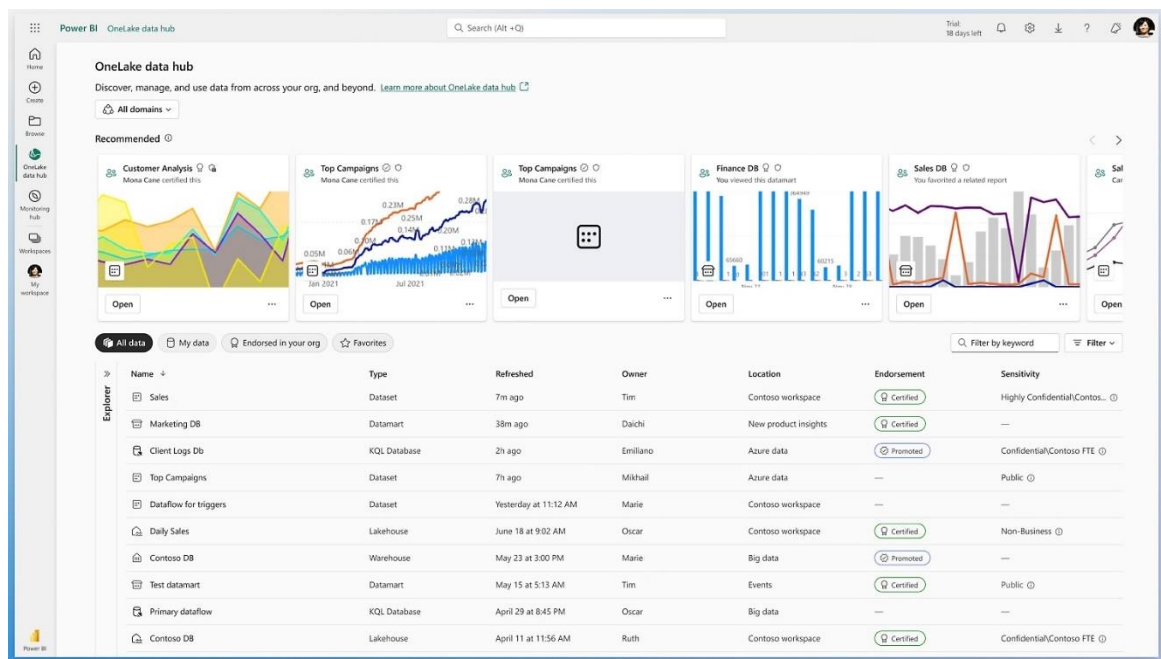 Power BI OneLake data hub
Search (Alt +Q)
Trial:
18 days left
Home
Create
Browse
OneLake
data hub
Monitoring
hub
Workspaces
My
workspace
Power BI
OneLake data hub
Discover, manage, and use data from across your org, and beyond. Learn more about OneLake data hub
All domains
Recommended
Customer Analysis
Mona Cane certified this
Open
Top Campaigns
Mona Cane certified this
0.23M
0.28M
0.17M
0.25M
0.14M
0.20M
0.05M
Jan 2021 Jul 2021
Open
Top Campaigns
Mona Cane certified this
Open
Finance DB
You viewed this datamart
65660
60215
Open
Sales DB
You favorited a related report
Open
Sal
Car
Open
All data My data Endorsed in your org Favorites
Filter by keyword Filter
Explorer
Name Type Refreshed Owner Location Endorsement Sensitivity
Sales Dataset 7m ago Tim Contoso workspace Certified Highly Confidential\Contos...
Marketing DB Datamart 38m ago Daichi New product insights Certified —
Client Logs Db KQL Database 2h ago Emiliano Azure data Promoted Confidential\Contoso FTE
Top Campaigns Dataset 7h ago Mikhail Azure data — Public
Dataflow for triggers Dataset Yesterday at 11:12 AM Marie Contoso workspace — —
Daily Sales Lakehouse June 18 at 9:02 AM Oscar Contoso workspace Certified Non-Business
Contoso DB Warehouse May 23 at 3:00 PM Marie Big data Promoted —
Test datamart Datamart May 15 at 5:13 AM Tim Events Certified Public
Primary dataflow KQL Database April 29 at 8:45 PM Oscar Big data — —
Contoso DB Lakehouse April 11 at 11:56 AM Ruth Contoso workspace Certified Confidential\Contoso FTE